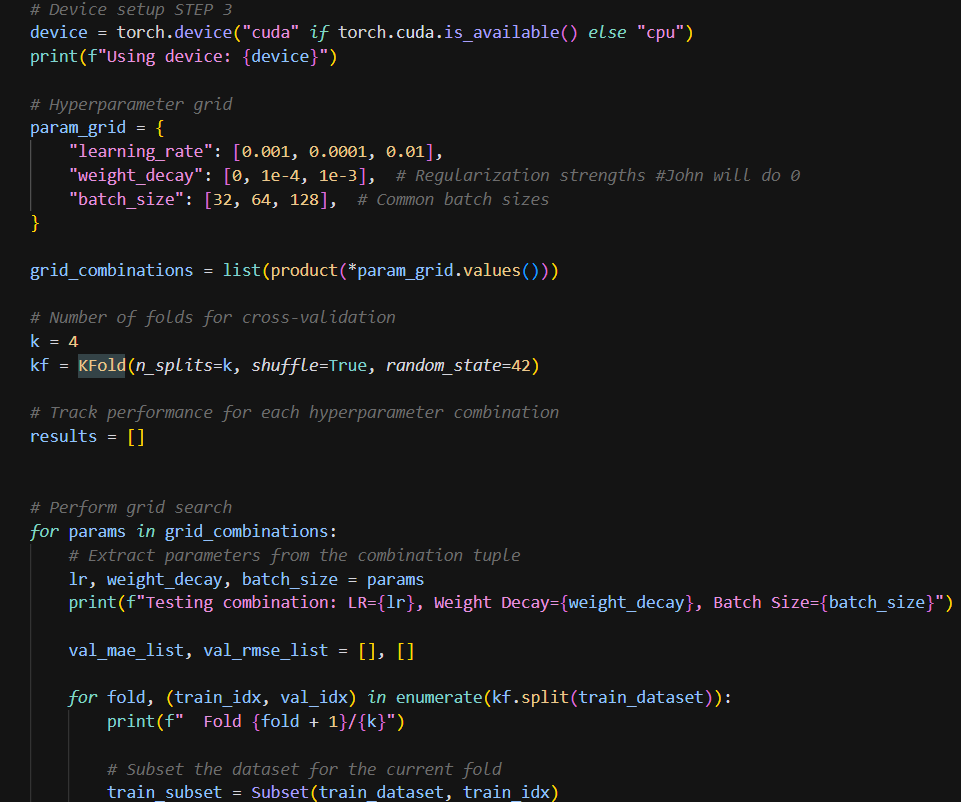 # Device setup STEP 3
device = torch.device("cuda" if torch.cuda.is_available() else "cpu")
print(f"Using device: {device}")
# Hyperparameter grid
param_grid = {
    "learning_rate": [0.001, 0.0001, 0.01],
    "weight_decay": [0, 1e-4, 1e-3],  # Regularization strengths #John will do 0
    "batch_size": [32, 64, 128],  # Common batch sizes
}
grid_combinations = list(product(*param_grid.values()))
# Number of folds for cross-validation
k = 4
kf = KFold(n_splits=k, shuffle=True, random_state=42)
# Track performance for each hyperparameter combination
results = []
# Perform grid search
for params in grid_combinations:
    # Extract parameters from the combination tuple
    lr, weight_decay, batch_size = params
    print(f"Testing combination: LR={lr}, Weight Decay={weight_decay}, Batch Size={batch_size}")
    val_mae_list, val_rmse_list = [], []
    for fold, (train_idx, val_idx) in enumerate(kf.split(train_dataset)):
        print(f"  Fold {fold + 1}/{k}")
        # Subset the dataset for the current fold
        train_subset = Subset(train_dataset, train_idx)